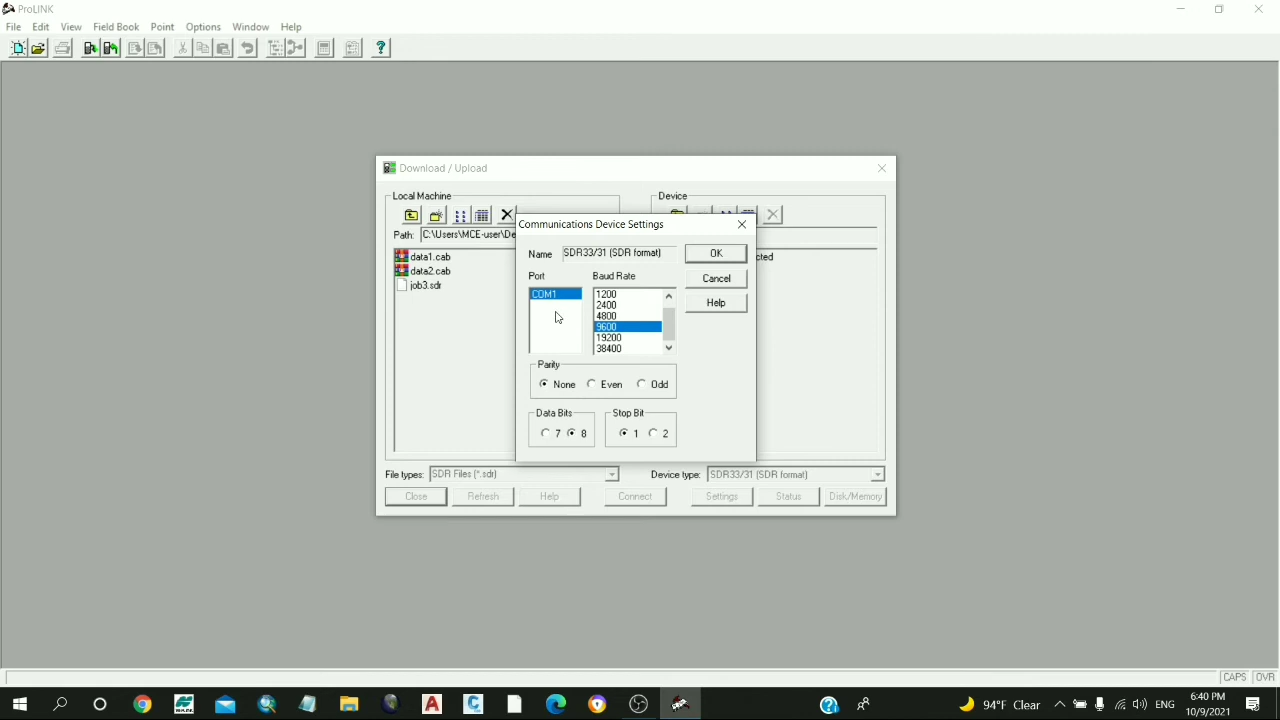 ProLINK
File Edit View Field Book Point Options Window Help
Download / Upload
Local Machine
Device
Path: C:\Users\MCE-user\De
data1.cab
data2.cab
job3.sdr
cted
Communications Device Settings
Name SDR33/31 (SDR format)
OK
Cancel
Help
Port
COM1
Baud Rate
1200
2400
4800
9600
19200
38400
Parity
None Even Odd
Data Bits
7 8
Stop Bit
1 2
File types: SDR Files (*.sdr)
Device type: SDR33/31 (SDR format)
Close Refresh Help Connect Settings Status Disk/Memory
CAPS OVR
94°F Clear
ENG
6:40 PM
10/9/2021